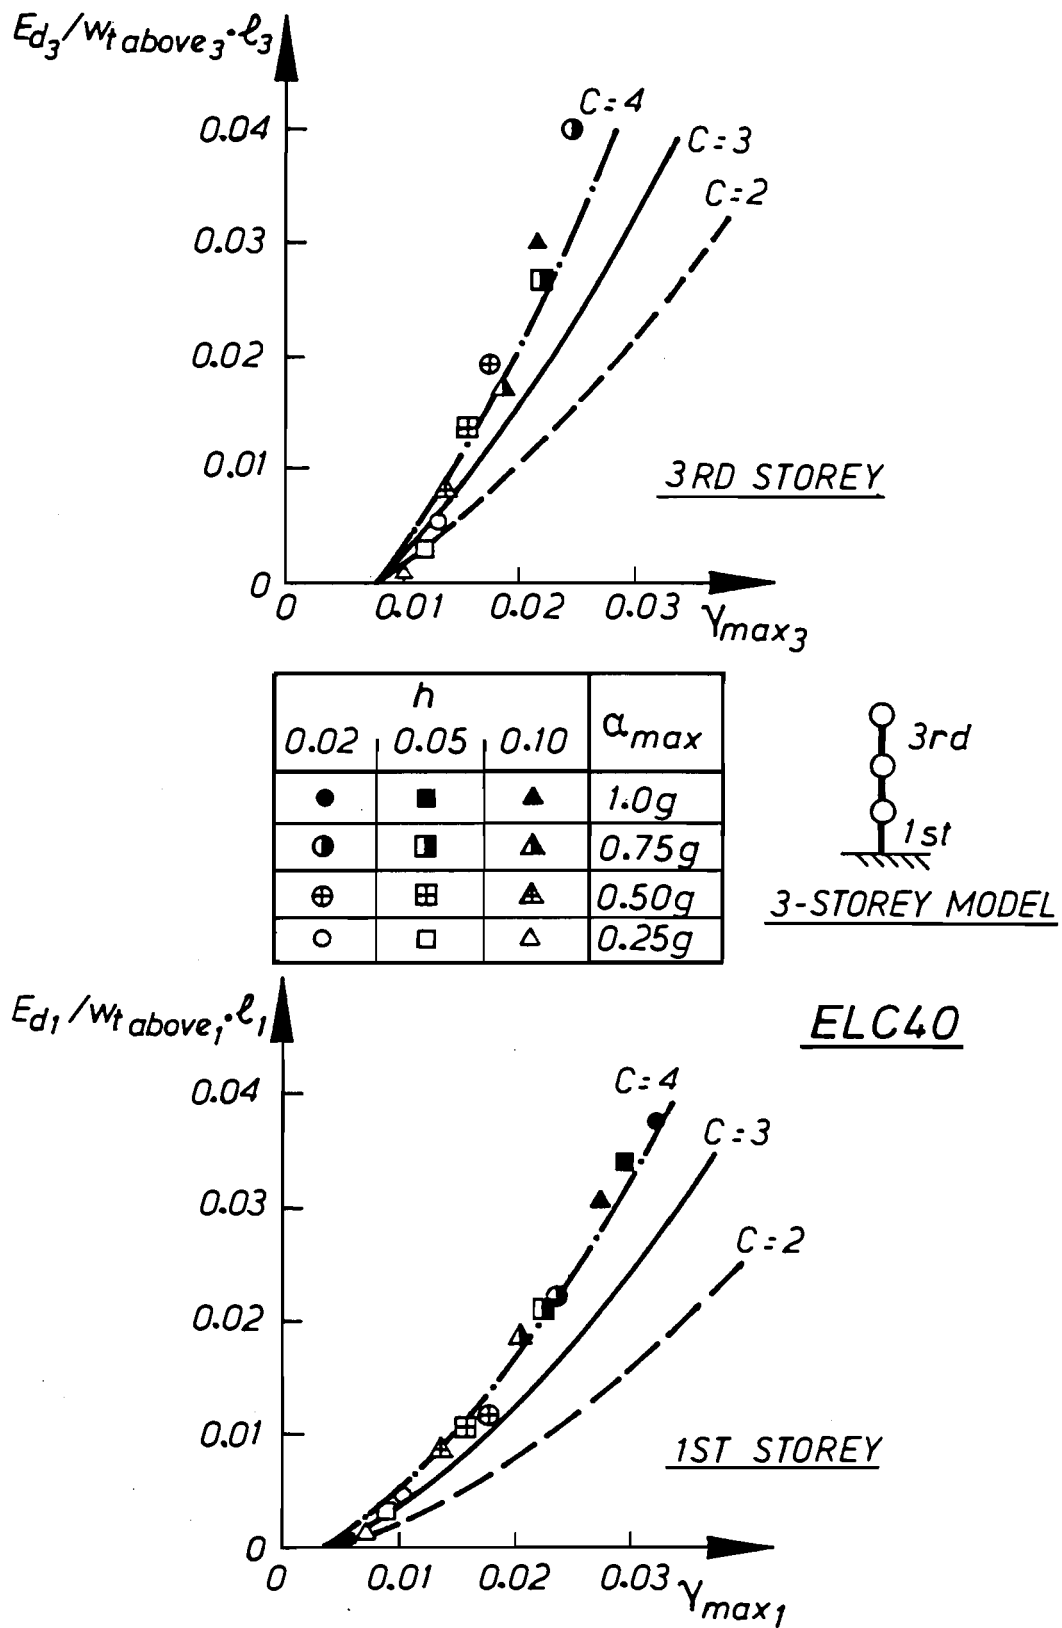 Ed3/Wt above3·ℓ3
C=4
0.04
C=3
C=2
0.03
0.02
0.01
3RD STOREY
0
0 0.01 0.02 0.03 γmax3
h
αmax
0.02 0.05 0.10
1.0g
0.75g
0.50g
0.25g
3rd
1st
3-STOREY MODEL
Ed1/Wt above1·ℓ1
ELC40
C=4
0.04
C=3
0.03
C=2
0.02
0.01
1ST STOREY
0
0 0.01 0.02 0.03 γmax1